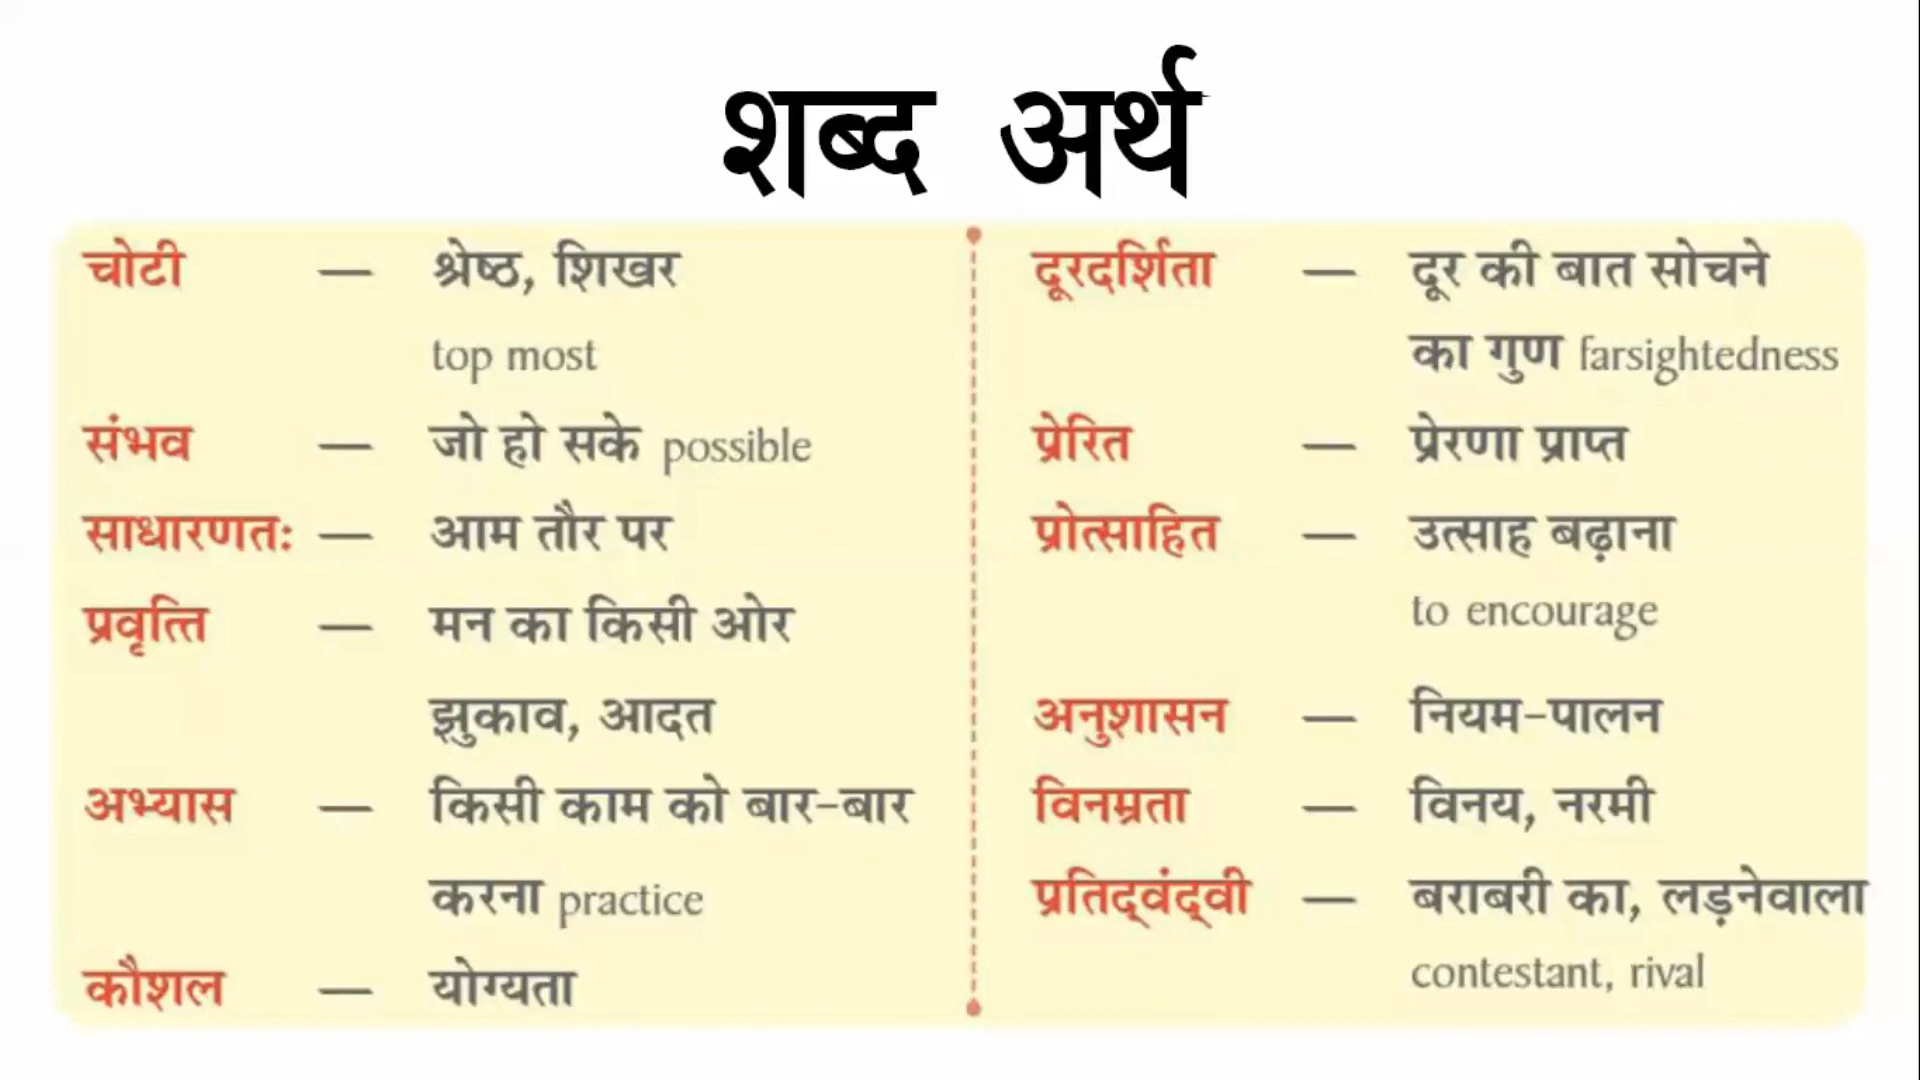 शब्द अर्थ
चोटी — श्रेष्ठ, शिखर
top most
संभव — जो हो सके possible
साधारणतः — आम तौर पर
प्रवृत्ति — मन का किसी ओर
झुकाव, आदत
अभ्यास — किसी काम को बार-बार
करना practice
कौशल — योग्यता
दूरदर्शिता — दूर की बात सोचने
का गुण farsightedness
प्रेरित — प्रेरणा प्राप्त
प्रोत्साहित — उत्साह बढ़ाना
to encourage
अनुशासन — नियम-पालन
विनम्रता — विनय, नरमी
प्रतिद्‌वंद्‌वी — बराबरी का, लड़नेवाला
contestant, rival